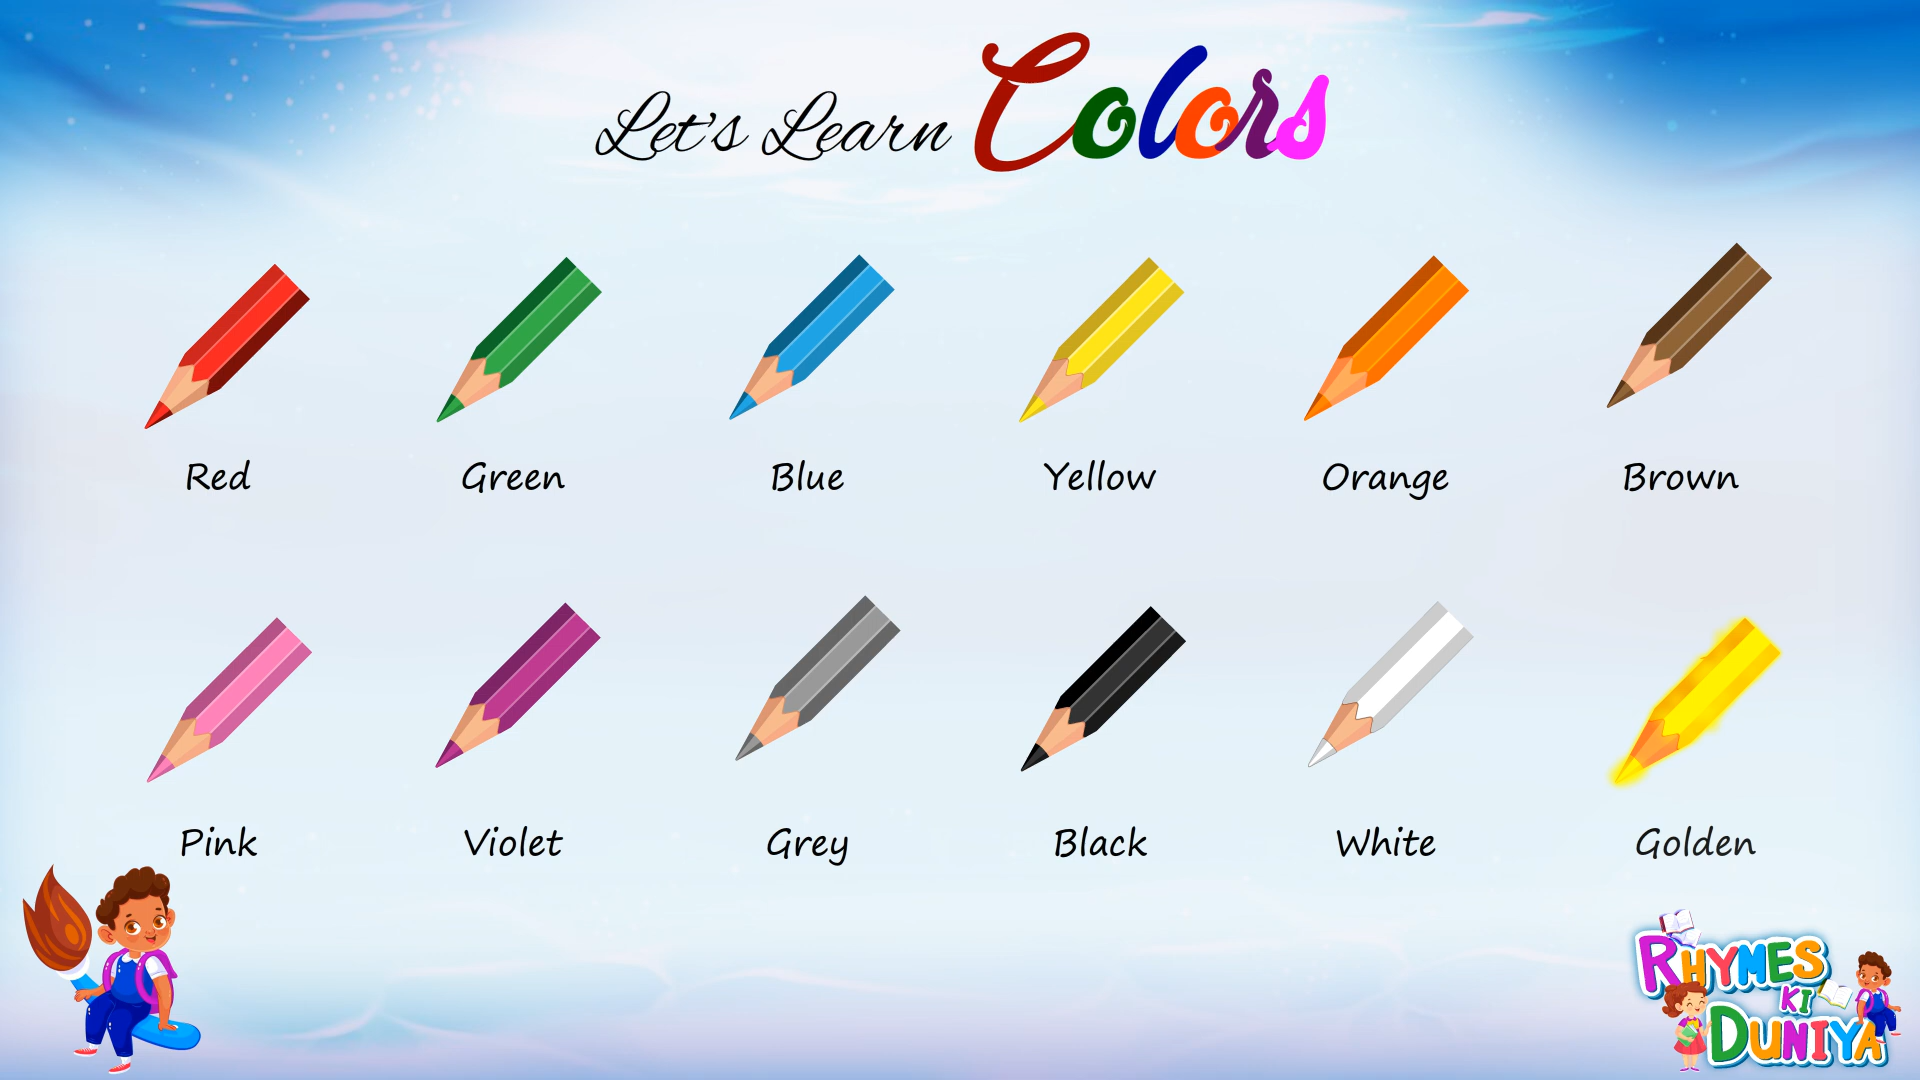 Let's Learn Colors
Red Green Blue Yellow Orange Brown
Pink Violet Grey Black White Golden
RHYMES
KI
DUNIYA